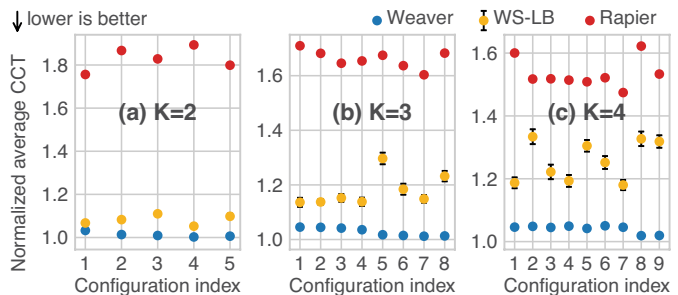 ↓ lower is better
Weaver WS-LB Rapier
Normalized average CCT
1.8
1.6
1.4
1.2
1.0
(a) K=2
1 2 3 4 5
Configuration index
1.6
1.4
1.2
1.0
(b) K=3
1 2 3 4 5 6 7 8
Configuration index
1.6
1.4
1.2
1.0
(c) K=4
1 2 3 4 5 6 7 8 9
Configuration index